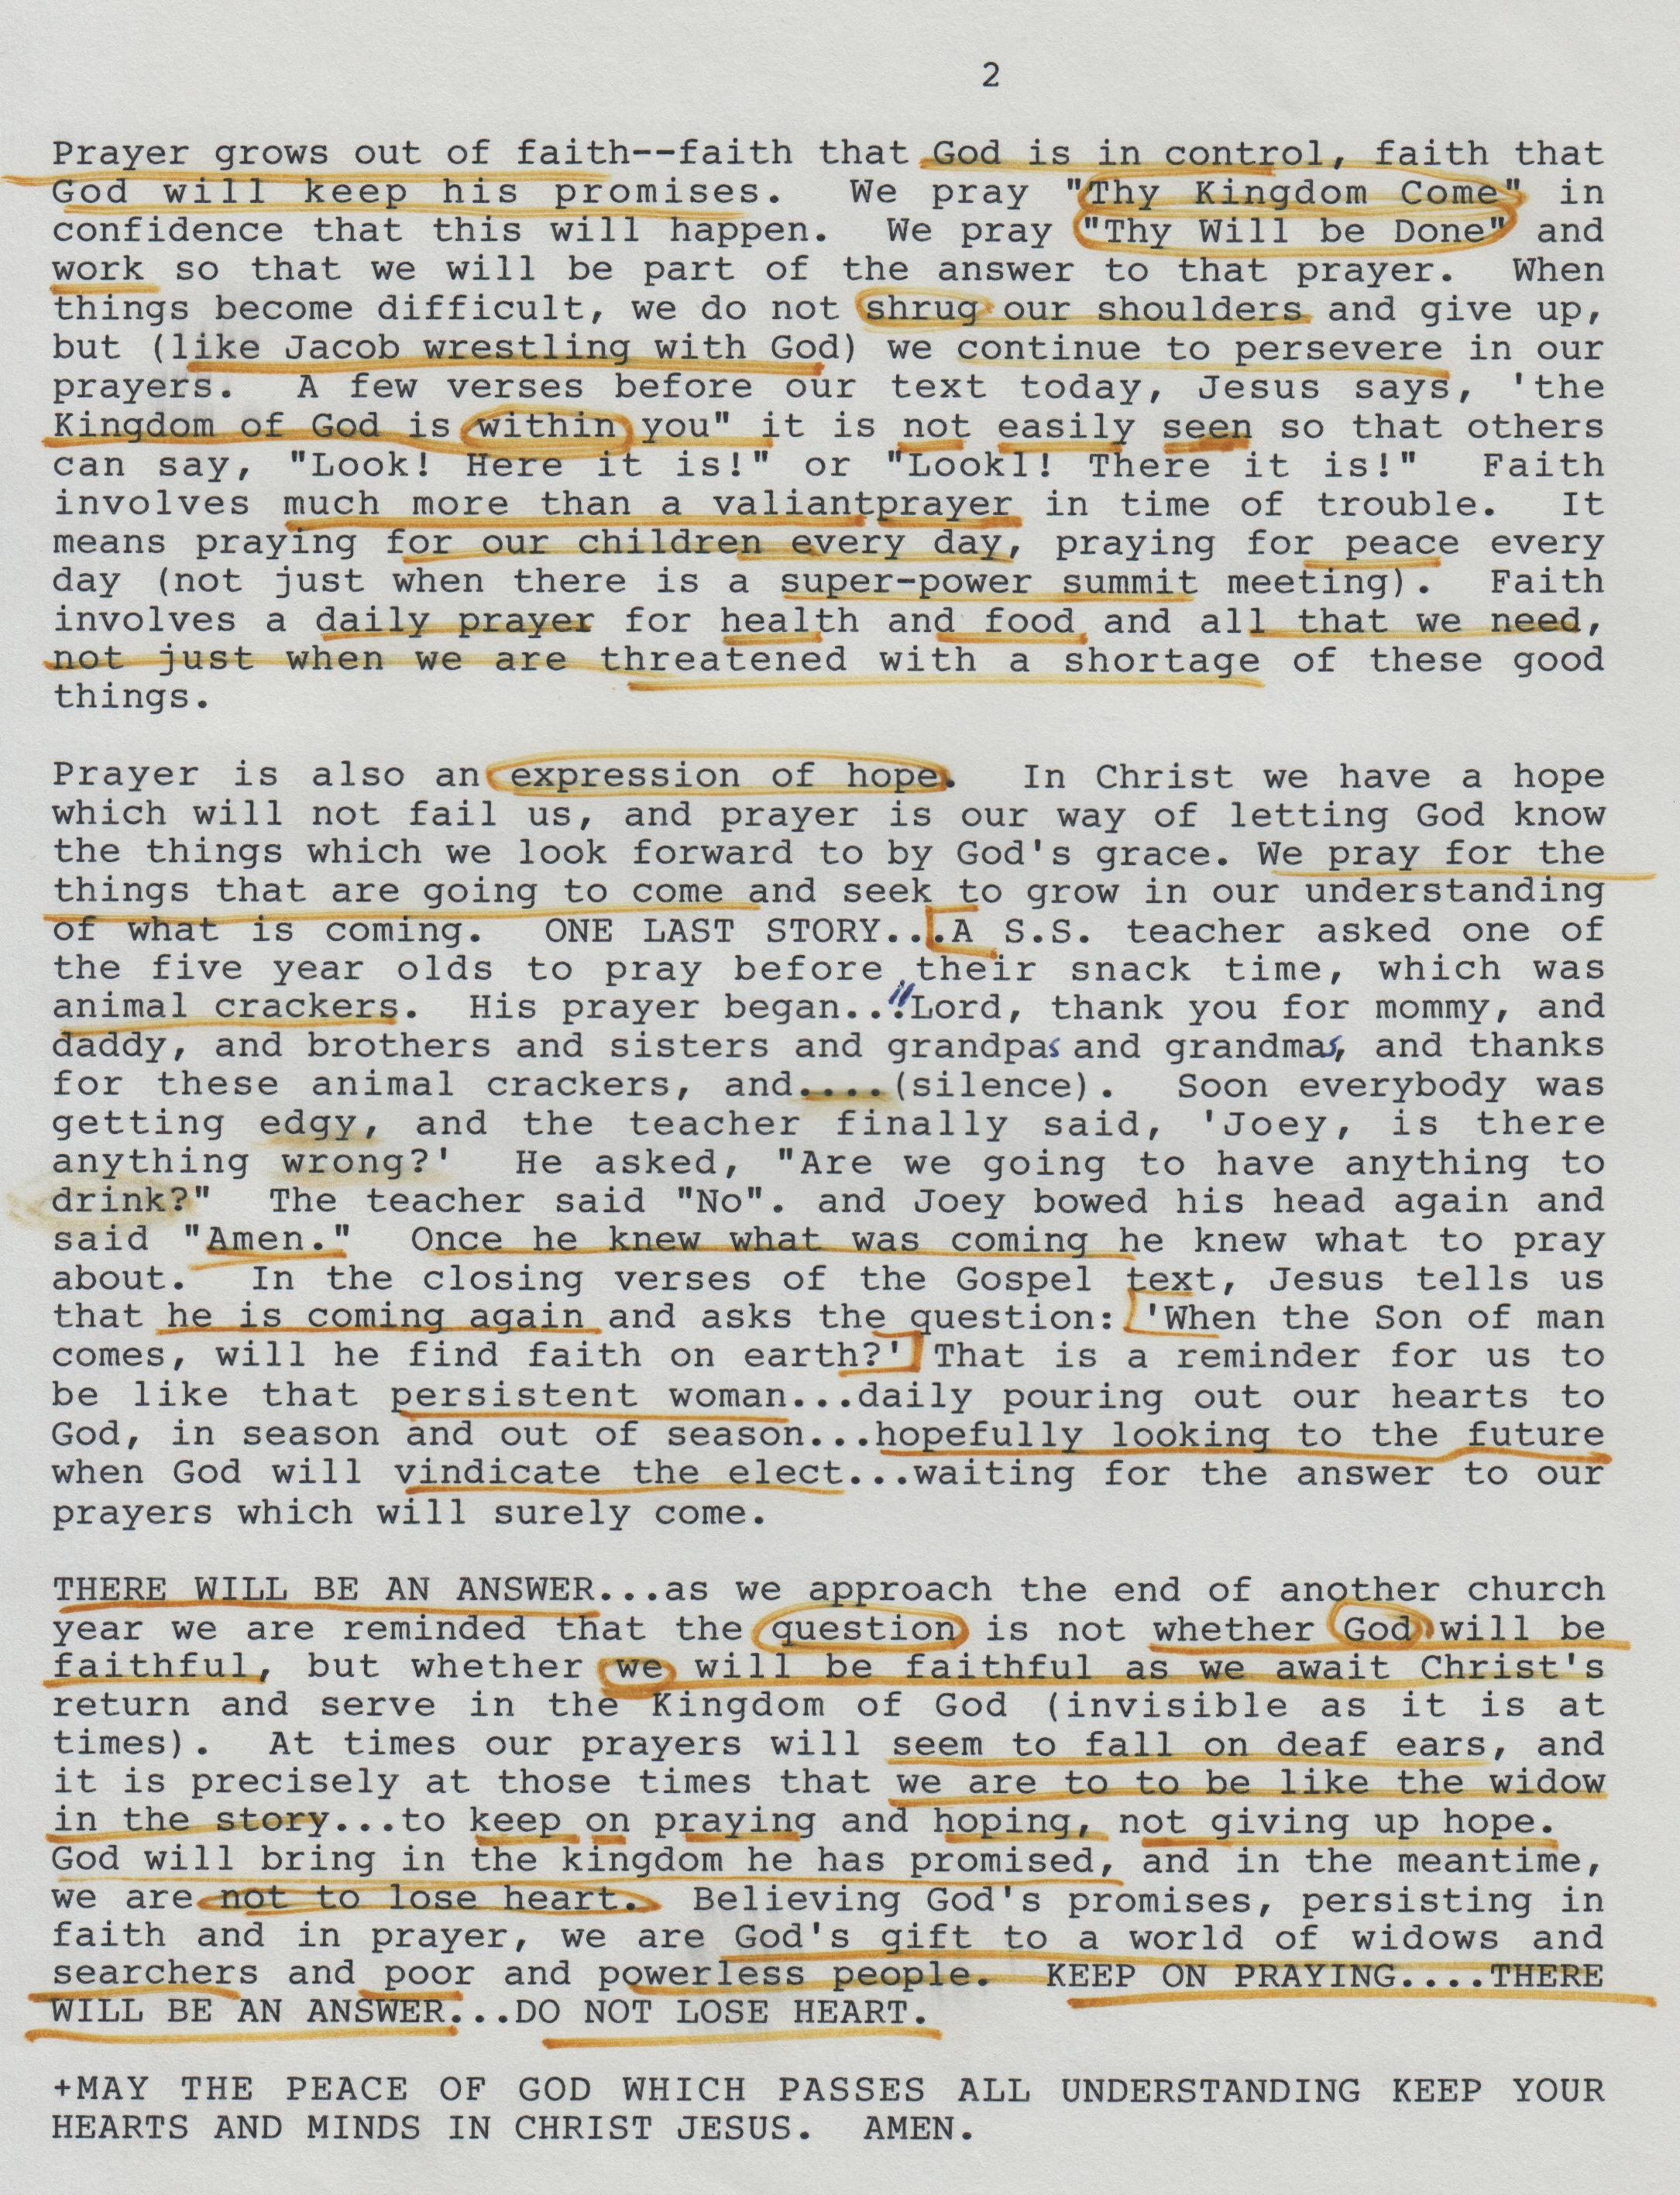 2
Prayer grows out of faith--faith that God is in control, faith that
God will keep his promises. We pray "Thy Kingdom Come" in
confidence that this will happen. We pray "Thy Will be Done" and
work so that we will be part of the answer to that prayer. When
things become difficult, we do not shrug our shoulders and give up,
but (like Jacob wrestling with God) we continue to persevere in our
prayers. A few verses before our text today, Jesus says, 'the
Kingdom of God is within you" it is not easily seen so that others
can say, "Look! Here it is!" or "Look1! There it is!" Faith
involves much more than a valiantprayer in time of trouble. It
means praying for our children every day, praying for peace every
day (not just when there is a super-power summit meeting). Faith
involves a daily prayer for health and food and all that we need,
not just when we are threatened with a shortage of these good
things.
Prayer is also an expression of hope. In Christ we have a hope
which will not fail us, and prayer is our way of letting God know
the things which we look forward to by God's grace. We pray for the
things that are going to come and seek to grow in our understanding
of what is coming. ONE LAST STORY...A S.S. teacher asked one of
the five year olds to pray before their snack time, which was
animal crackers. His prayer began..."Lord, thank you for mommy, and
daddy, and brothers and sisters and grandpas and grandmas, and thanks
for these animal crackers, and....(silence). Soon everybody was
getting edgy, and the teacher finally said, 'Joey, is there
anything wrong?' He asked, "Are we going to have anything to
drink?" The teacher said "No". and Joey bowed his head again and
said "Amen." Once he knew what was coming he knew what to pray
about. In the closing verses of the Gospel text, Jesus tells us
that he is coming again and asks the question: 'When the Son of man
comes, will he find faith on earth?' That is a reminder for us to
be like that persistent woman...daily pouring out our hearts to
God, in season and out of season...hopefully looking to the future
when God will vindicate the elect...waiting for the answer to our
prayers which will surely come.
THERE WILL BE AN ANSWER...as we approach the end of another church
year we are reminded that the question is not whether God will be
faithful, but whether we will be faithful as we await Christ's
return and serve in the Kingdom of God (invisible as it is at
times). At times our prayers will seem to fall on deaf ears, and
it is precisely at those times that we are to to be like the widow
in the story...to keep on praying and hoping, not giving up hope.
God will bring in the kingdom he has promised, and in the meantime,
we are not to lose heart. Believing God's promises, persisting in
faith and in prayer, we are God's gift to a world of widows and
searchers and poor and powerless people. KEEP ON PRAYING....THERE
WILL BE AN ANSWER...DO NOT LOSE HEART.
+MAY THE PEACE OF GOD WHICH PASSES ALL UNDERSTANDING KEEP YOUR
HEARTS AND MINDS IN CHRIST JESUS. AMEN.